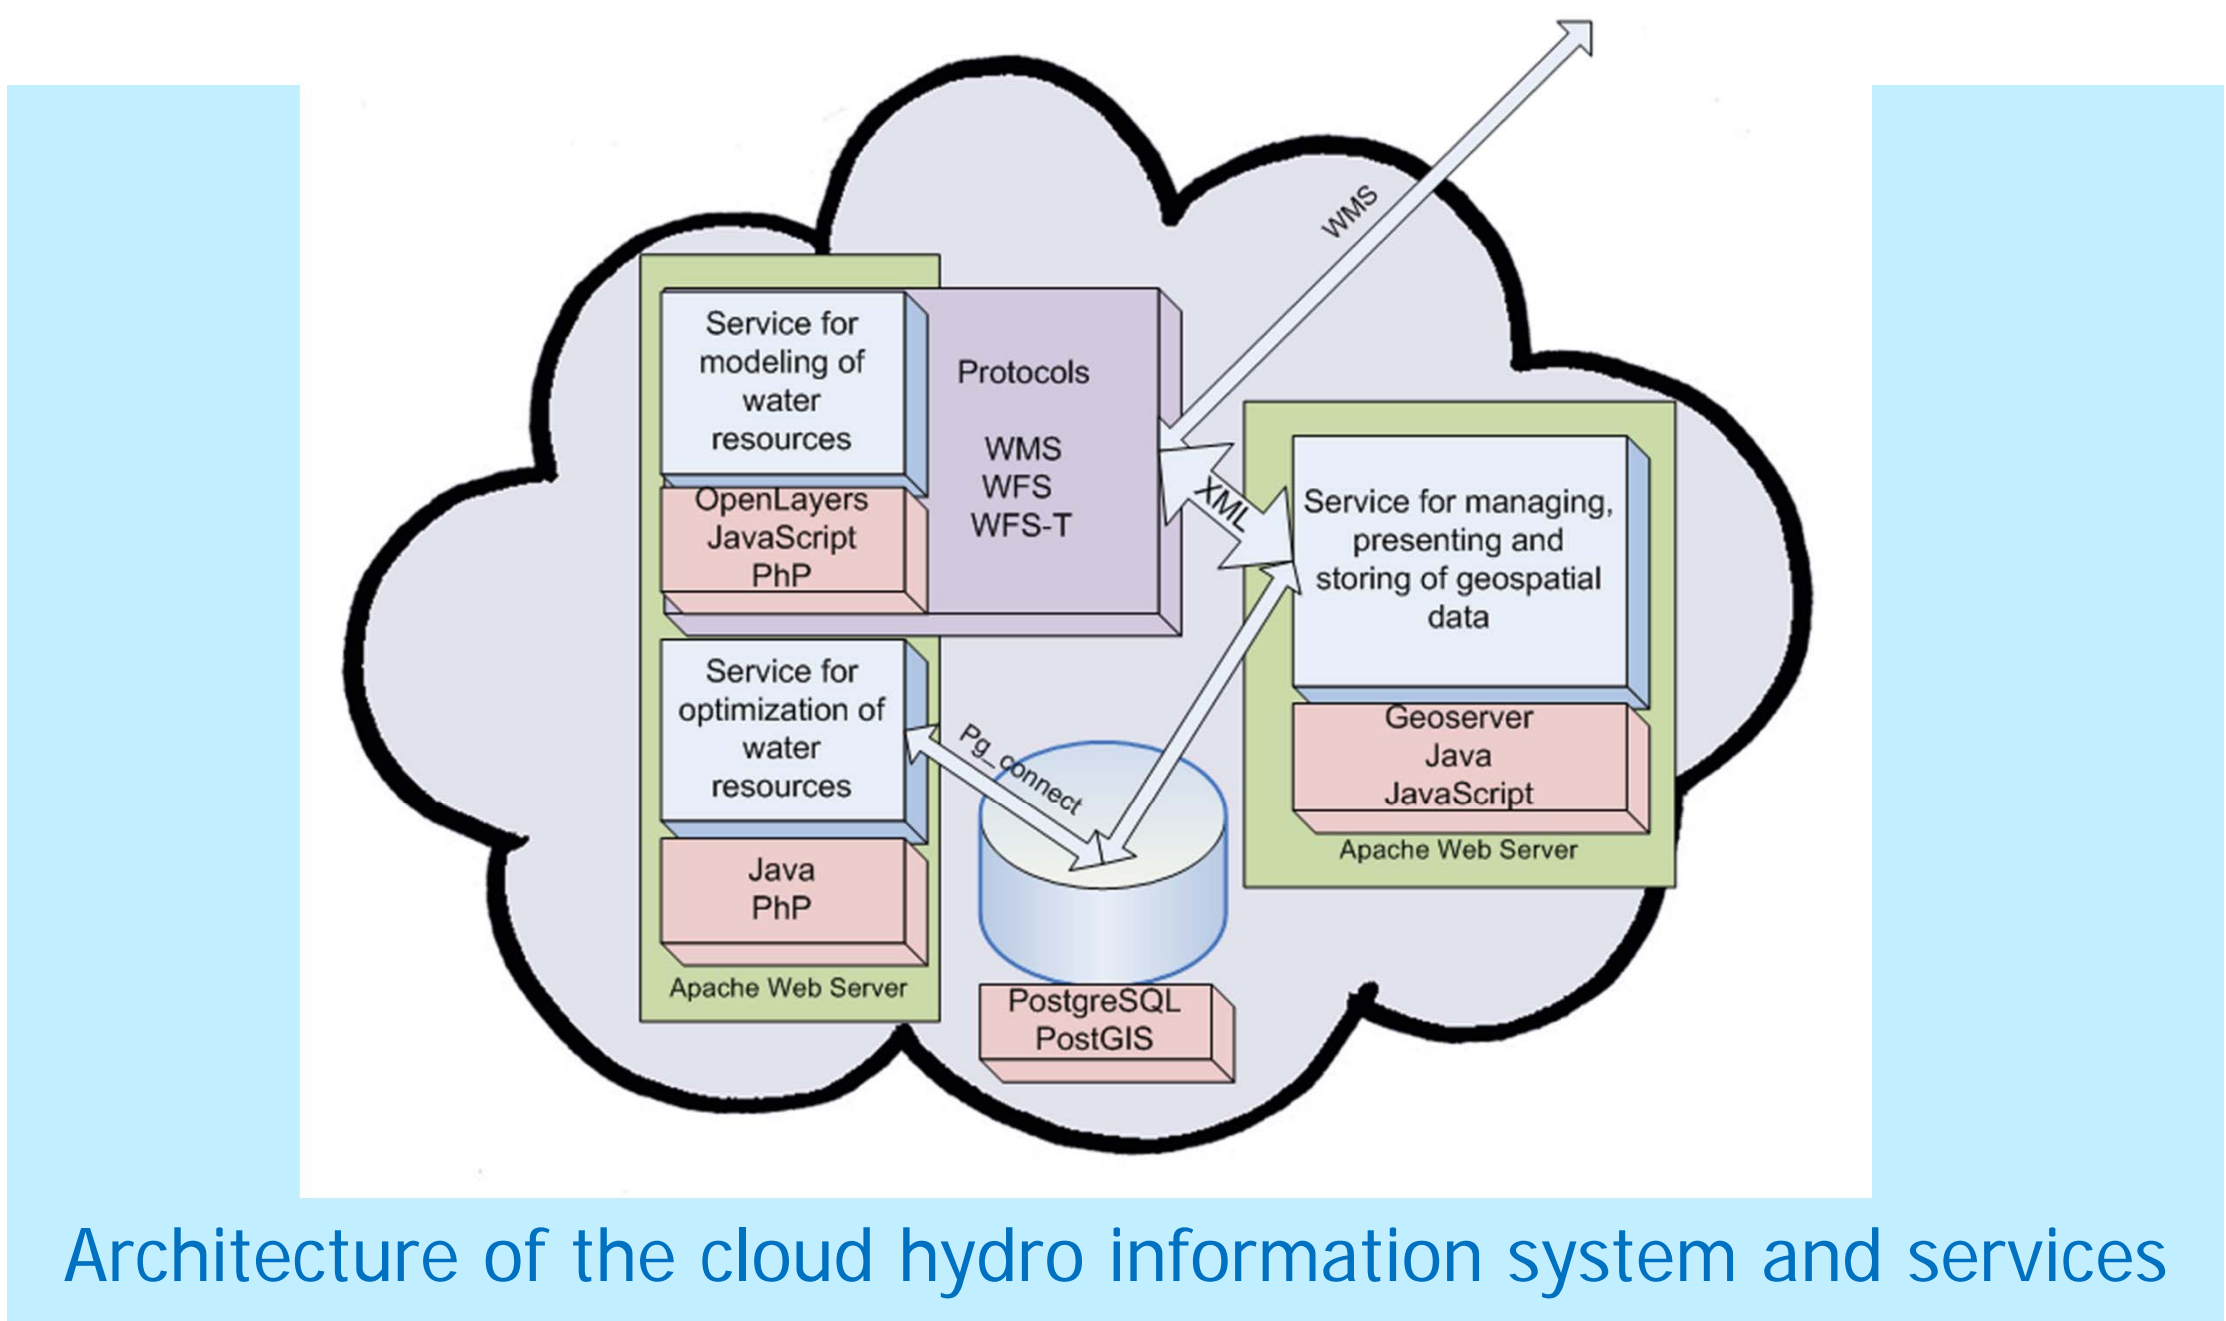 WMS
Service for
modeling of
water
resources
OpenLayers
JavaScript
PhP
Protocols
WMS
WFS
WFS-T
XML
Service for managing,
presenting and
storing of geospatial
data
Geoserver
Java
JavaScript
Apache Web Server
Service for
optimization of
water
resources
Java
PhP
Apache Web Server
Pg_connect
PostgreSQL
PostGIS
Architecture of the cloud hydro information system and services